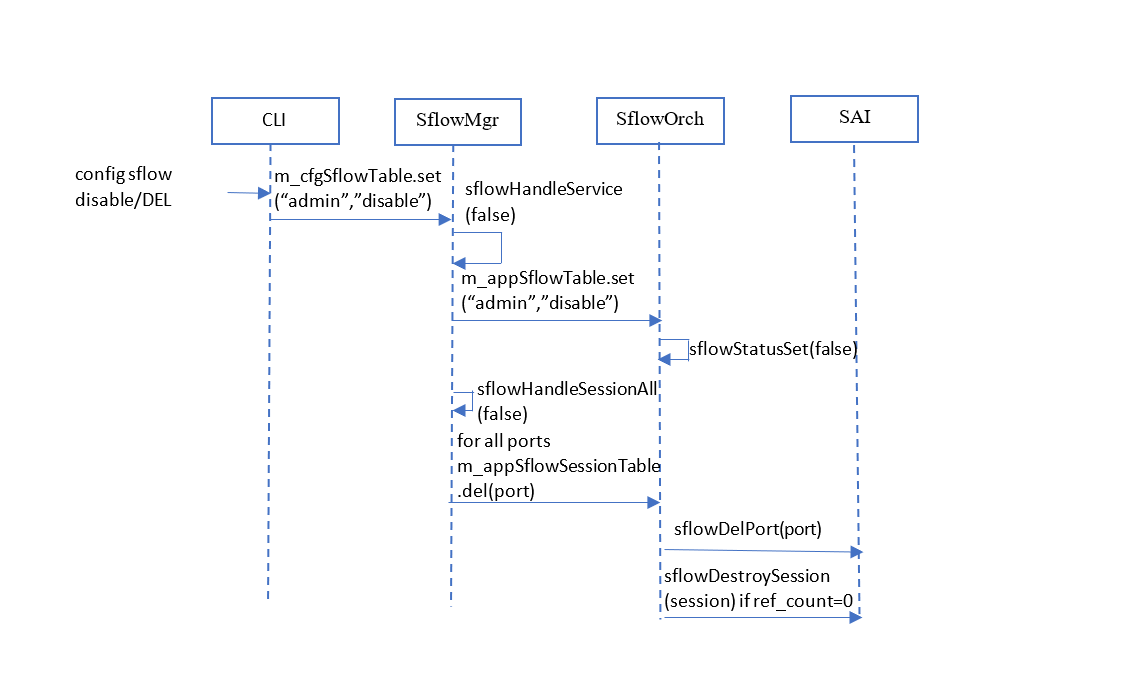 CLI
SflowMgr
SflowOrch
SAI
config sflow
disable/DEL
m_cfgSflowTable.set
(“admin”,”disable”)
sflowHandleService
(false)
m_appSflowTable.set
(“admin”,”disable”)
sflowStatusSet(false)
sflowHandleSessionAll
(false)
for all ports
m_appSflowSessionTable
.del(port)
sflowDelPort(port)
sflowDestroySession
(session) if ref_count=0